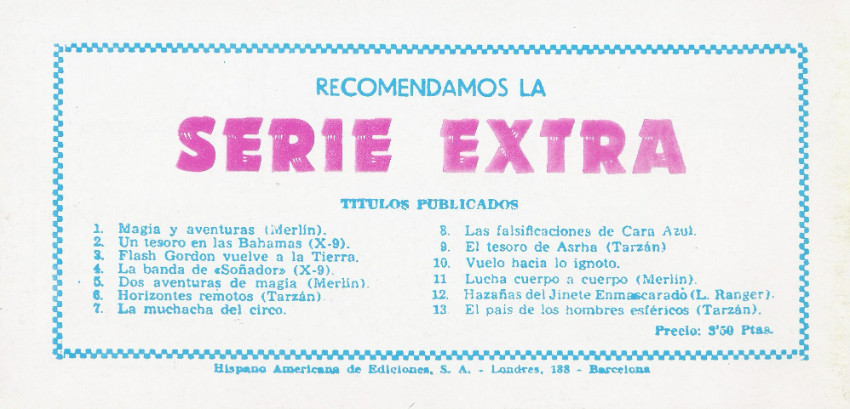 RECOMENDAMOS LA
SERIE EXTRA
TITULOS PUBLICADOS
1. Magia y aventuras (Merlín).
2. Un tesoro en las Bahamas (X-9).
3. Flash Gordon vuelve a la Tierra.
4. La banda de «Soñador» (X-9).
5. Dos aventuras de magia (Merlín).
6. Horizontes remotos (Tarzán)
7. La muchacha del circo.
8. Las falsificaciones de Cara Azul.
9. El tesoro de Asrha (Tarzán)
10. Vuelo hacia lo ignoto.
11 Lucha cuerpo a cuerpo (Merlin).
12. Hazañas del Jinete Enmascarado (L. Ranger).
13 El pais de los hombres esféricos (Tarzán).
Precio: 3'50 Ptas.
Hispano Americana de Ediciones, S. A. - Londres, 188 - Barcelona